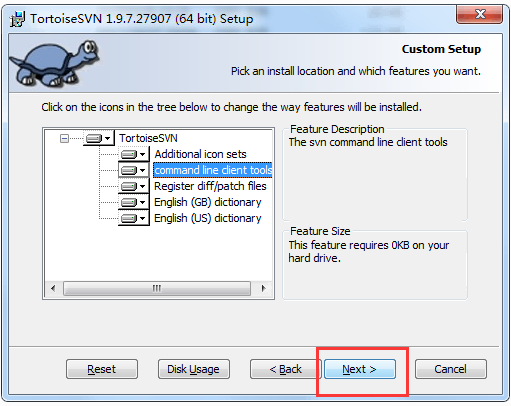 TortoiseSVN 1.9.7.27907 (64 bit) Setup
Custom Setup
Pick an install location and which features you want.
Click on the icons in the tree below to change the way features will be installed.
TortoiseSVN
Additional icon sets
command line client tools
Register diff/patch files
English (GB) dictionary
English (US) dictionary
Feature Description
The svn command line client tools
Feature Size
This feature requires 0KB on your
hard drive.
Reset
Disk Usage
< Back
Next >
Cancel